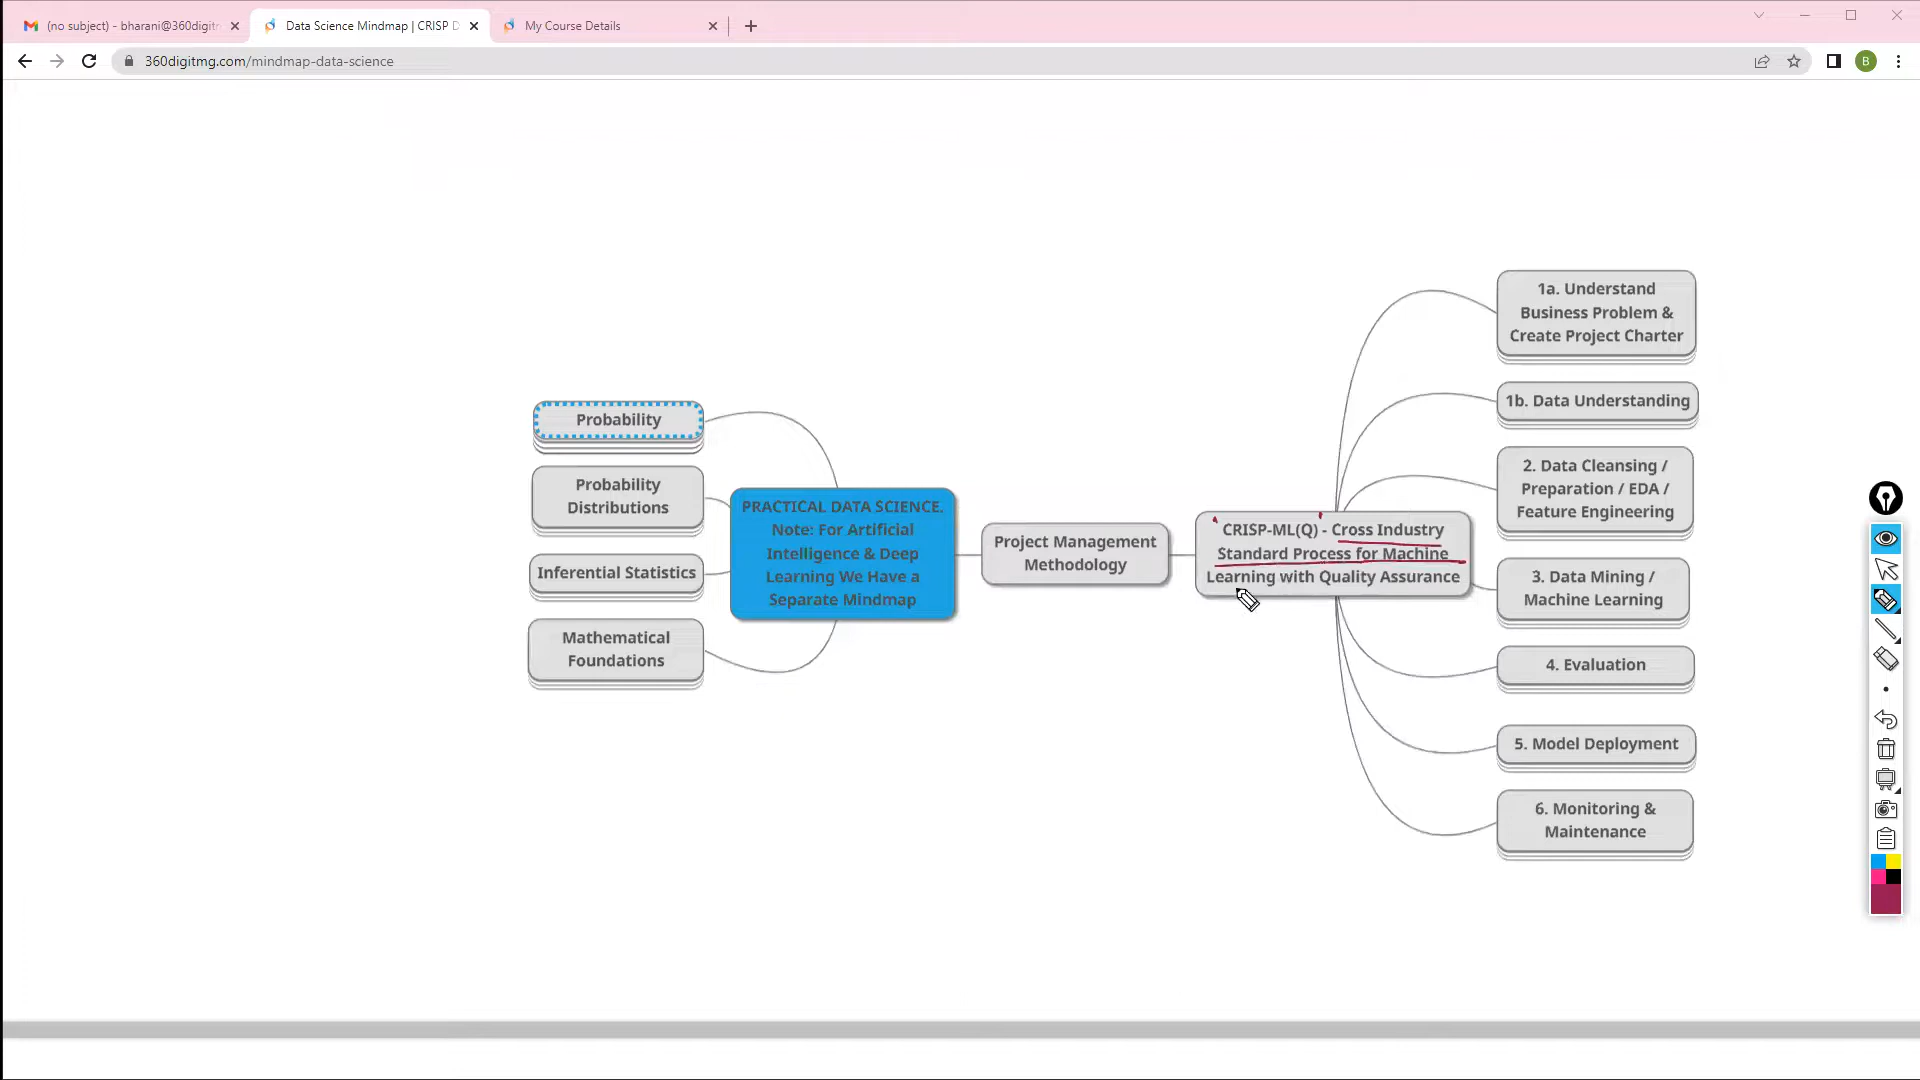 (no subject) - bharani@360digit
Data Science Mindmap | CRISP D
My Course Details
360digitmg.com/mindmap-data-science
B
Probability
Probability
Distributions
Inferential Statistics
Mathematical
Foundations
PRACTICAL DATA SCIENCE.
Note: For Artificial
Intelligence & Deep
Learning We Have a
Separate Mindmap
Project Management
Methodology
CRISP-ML(Q) - Cross Industry
Standard Process for Machine
Learning with Quality Assurance
1a. Understand
Business Problem &
Create Project Charter
1b. Data Understanding
2. Data Cleansing /
Preparation / EDA /
Feature Engineering
3. Data Mining /
Machine Learning
4. Evaluation
5. Model Deployment
6. Monitoring &
Maintenance